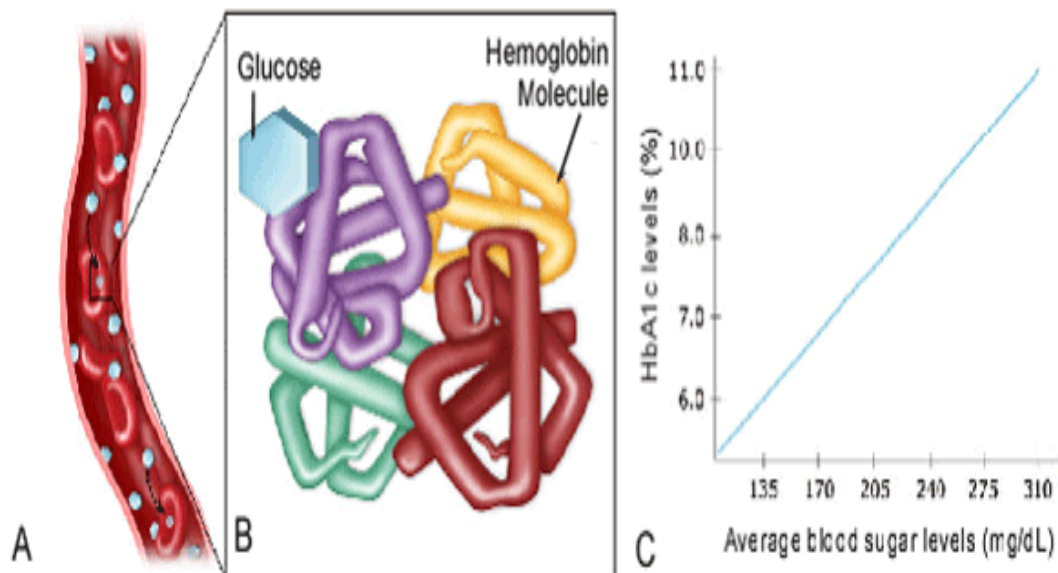 Glucose
Hemoglobin
Molecule
A
B
C
HbA1c levels (%)
11.0
10.0
8.0
7.0
6.0
135 170 205 240 275 310
Average blood sugar levels (mg/dL)